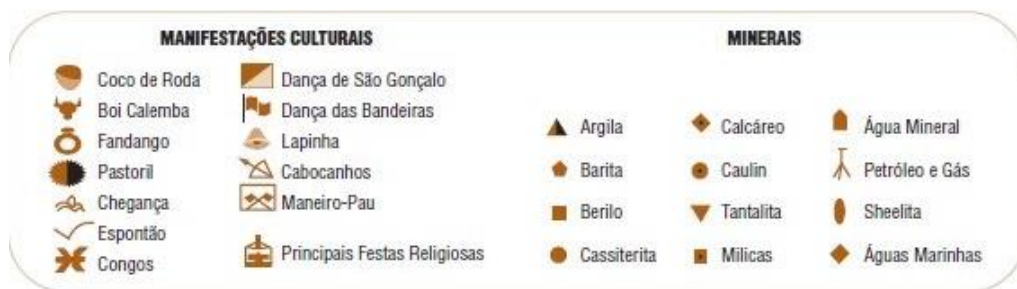 MANIFESTAÇÕES CULTURAIS
Coco de Roda
Boi Calemba
Fandango
Pastoril
Chegança
Espontão
Congos
Dança de São Gonçalo
Dança das Bandeiras
Lapinha
Cabocanhos
Maneiro-Pau
Principais Festas Religiosas
MINERAIS
Argila
Barita
Berilo
Cassiterita
Calcáreo
Caulin
Tantalita
Milicas
Água Mineral
Petróleo e Gás
Sheelita
Águas Marinhas